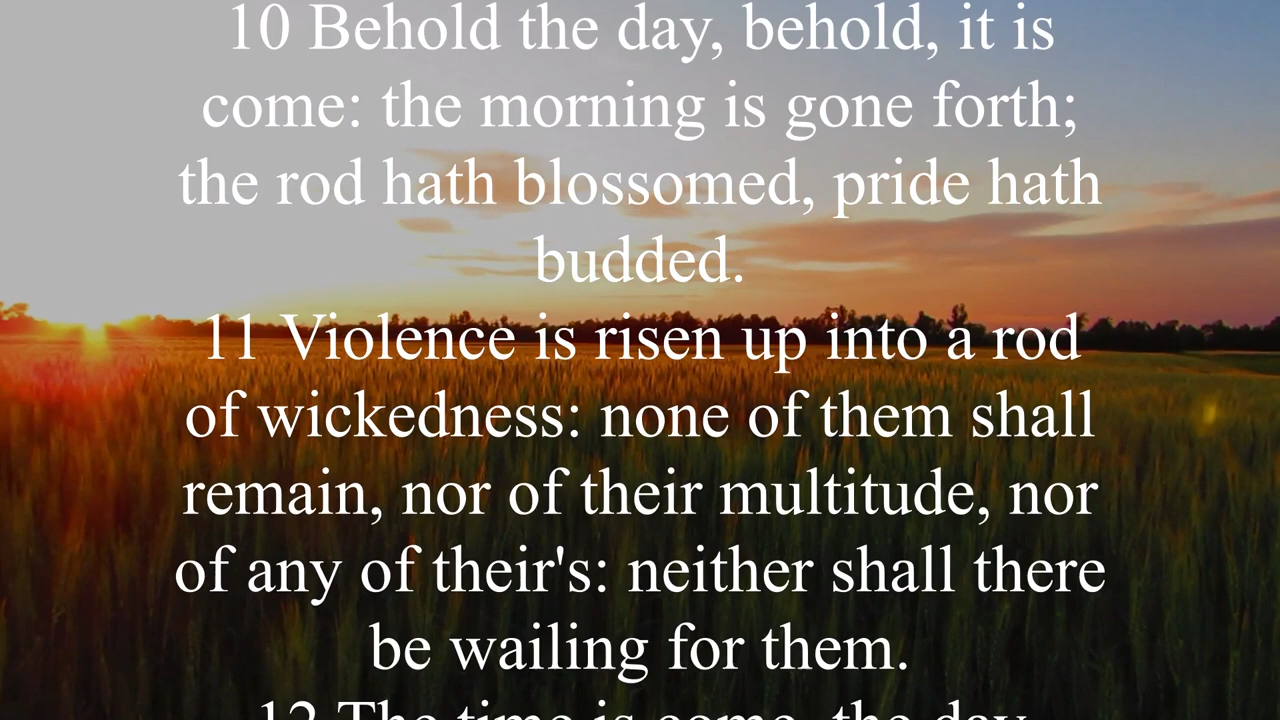 10 Behold the day, behold, it is
come: the morning is gone forth;
the rod hath blossomed, pride hath
budded.
11 Violence is risen up into a rod
of wickedness: none of them shall
remain, nor of their multitude, nor
of any of their's: neither shall there
be wailing for them.
12 The time is come, the day